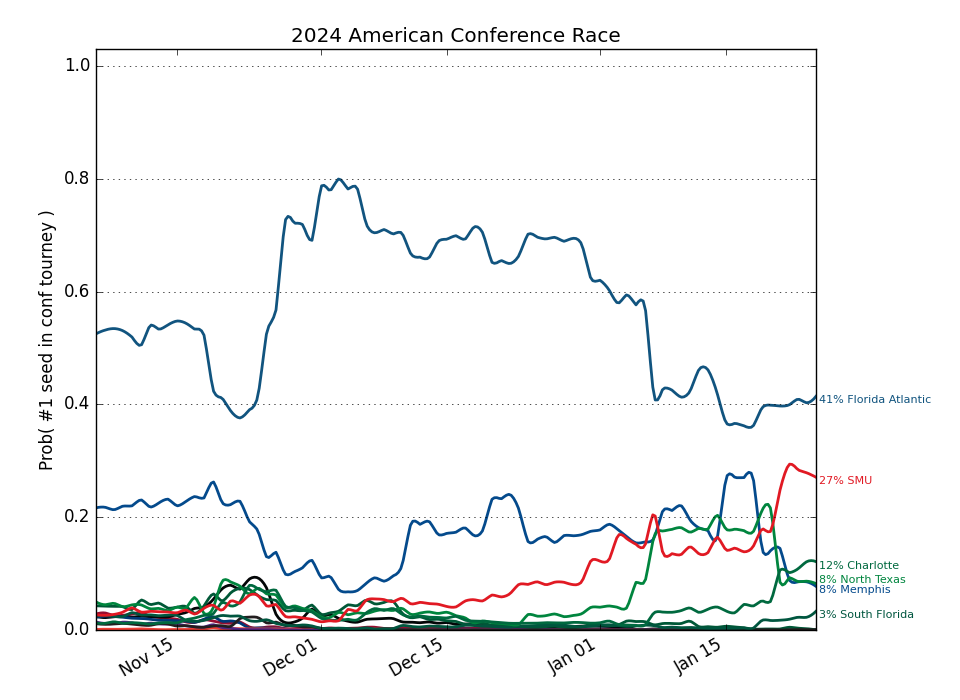 2024 American Conference Race
Prob( #1 seed in conf tourney )
1.0
0.8
0.6
0.4
0.2
0.0
41% Florida Atlantic
27% SMU
12% Charlotte
8% North Texas
8% Memphis
3% South Florida
Nov 15
Dec 01
Dec 15
Jan 01
Jan 15